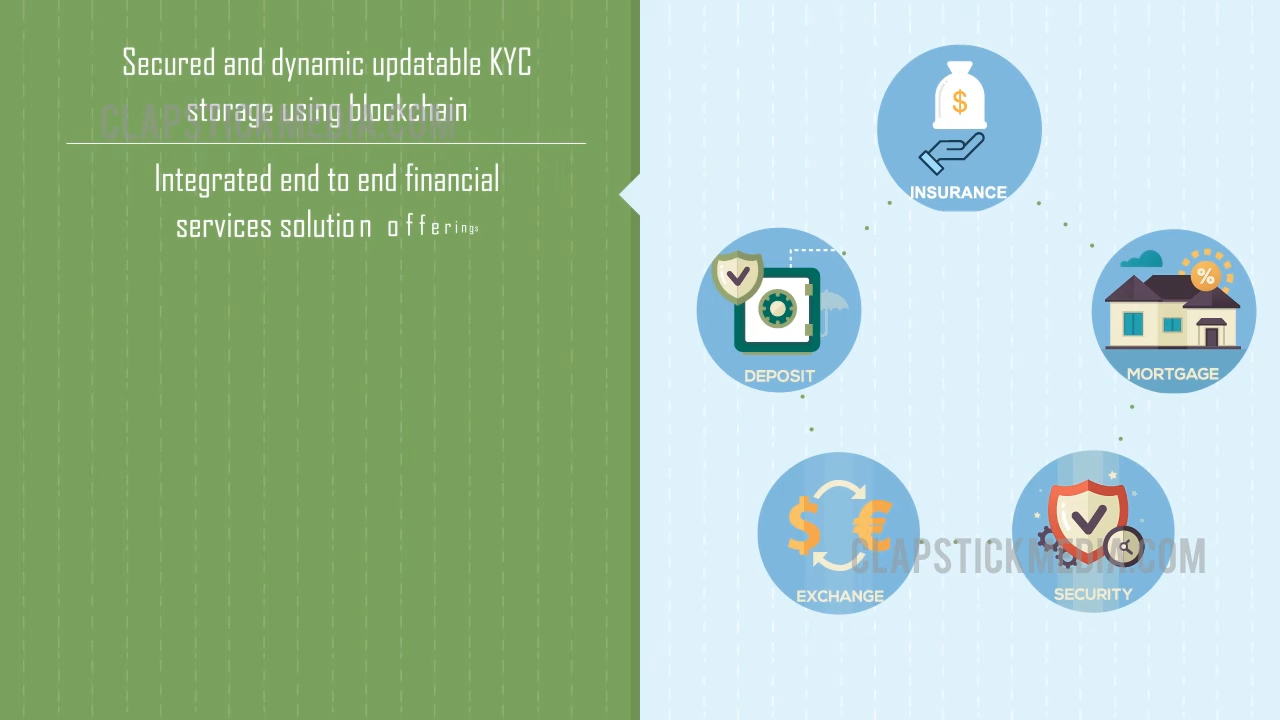 Secured and dynamic updatable KYC
storage using blockchain
CLAPSTICKMEDIA.COM
Integrated end to end financial
services solution offerings
$
INSURANCE
%
DEPOSIT
MORTGAGE
$ €
CLAPSTICKMEDIA.COM
EXCHANGE
SECURITY